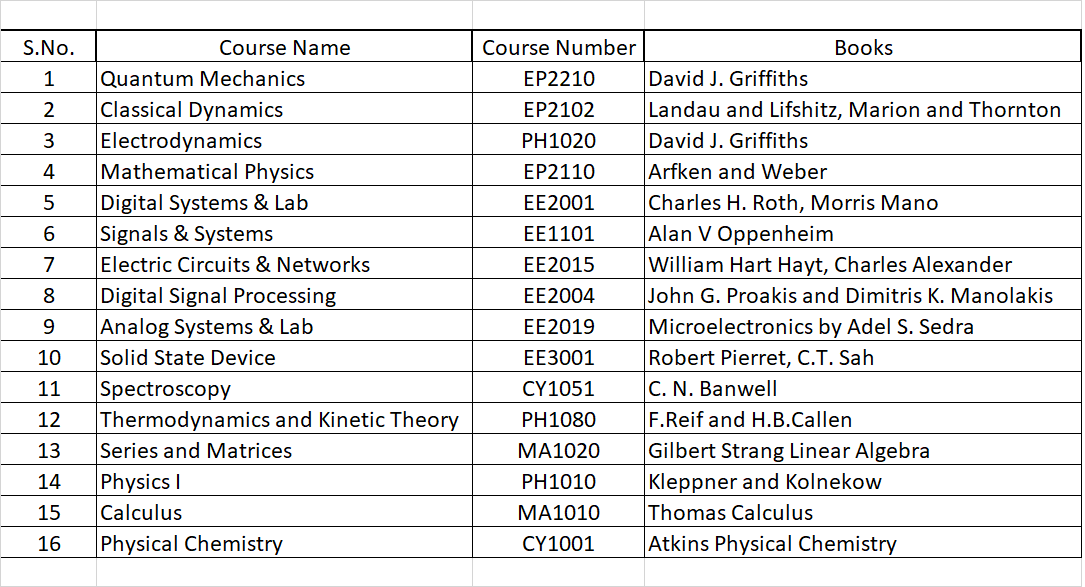 S.No. Course Name Course Number Books
1 Quantum Mechanics EP2210 David J. Griffiths
2 Classical Dynamics EP2102 Landau and Lifshitz, Marion and Thornton
3 Electrodynamics PH1020 David J. Griffiths
4 Mathematical Physics EP2110 Arfken and Weber
5 Digital Systems & Lab EE2001 Charles H. Roth, Morris Mano
6 Signals & Systems EE1101 Alan V Oppenheim
7 Electric Circuits & Networks EE2015 William Hart Hayt, Charles Alexander
8 Digital Signal Processing EE2004 John G. Proakis and Dimitris K. Manolakis
9 Analog Systems & Lab EE2019 Microelectronics by Adel S. Sedra
10 Solid State Device EE3001 Robert Pierret, C.T. Sah
11 Spectroscopy CY1051 C. N. Banwell
12 Thermodynamics and Kinetic Theory PH1080 F.Reif and H.B.Callen
13 Series and Matrices MA1020 Gilbert Strang Linear Algebra
14 Physics I PH1010 Kleppner and Kolnekow
15 Calculus MA1010 Thomas Calculus
16 Physical Chemistry CY1001 Atkins Physical Chemistry